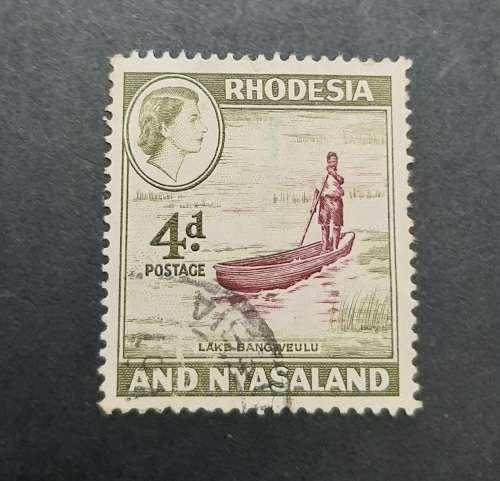 RHODESIA
4d.
POSTAGE
LAKE BANGWEULU
AND NYASALAND